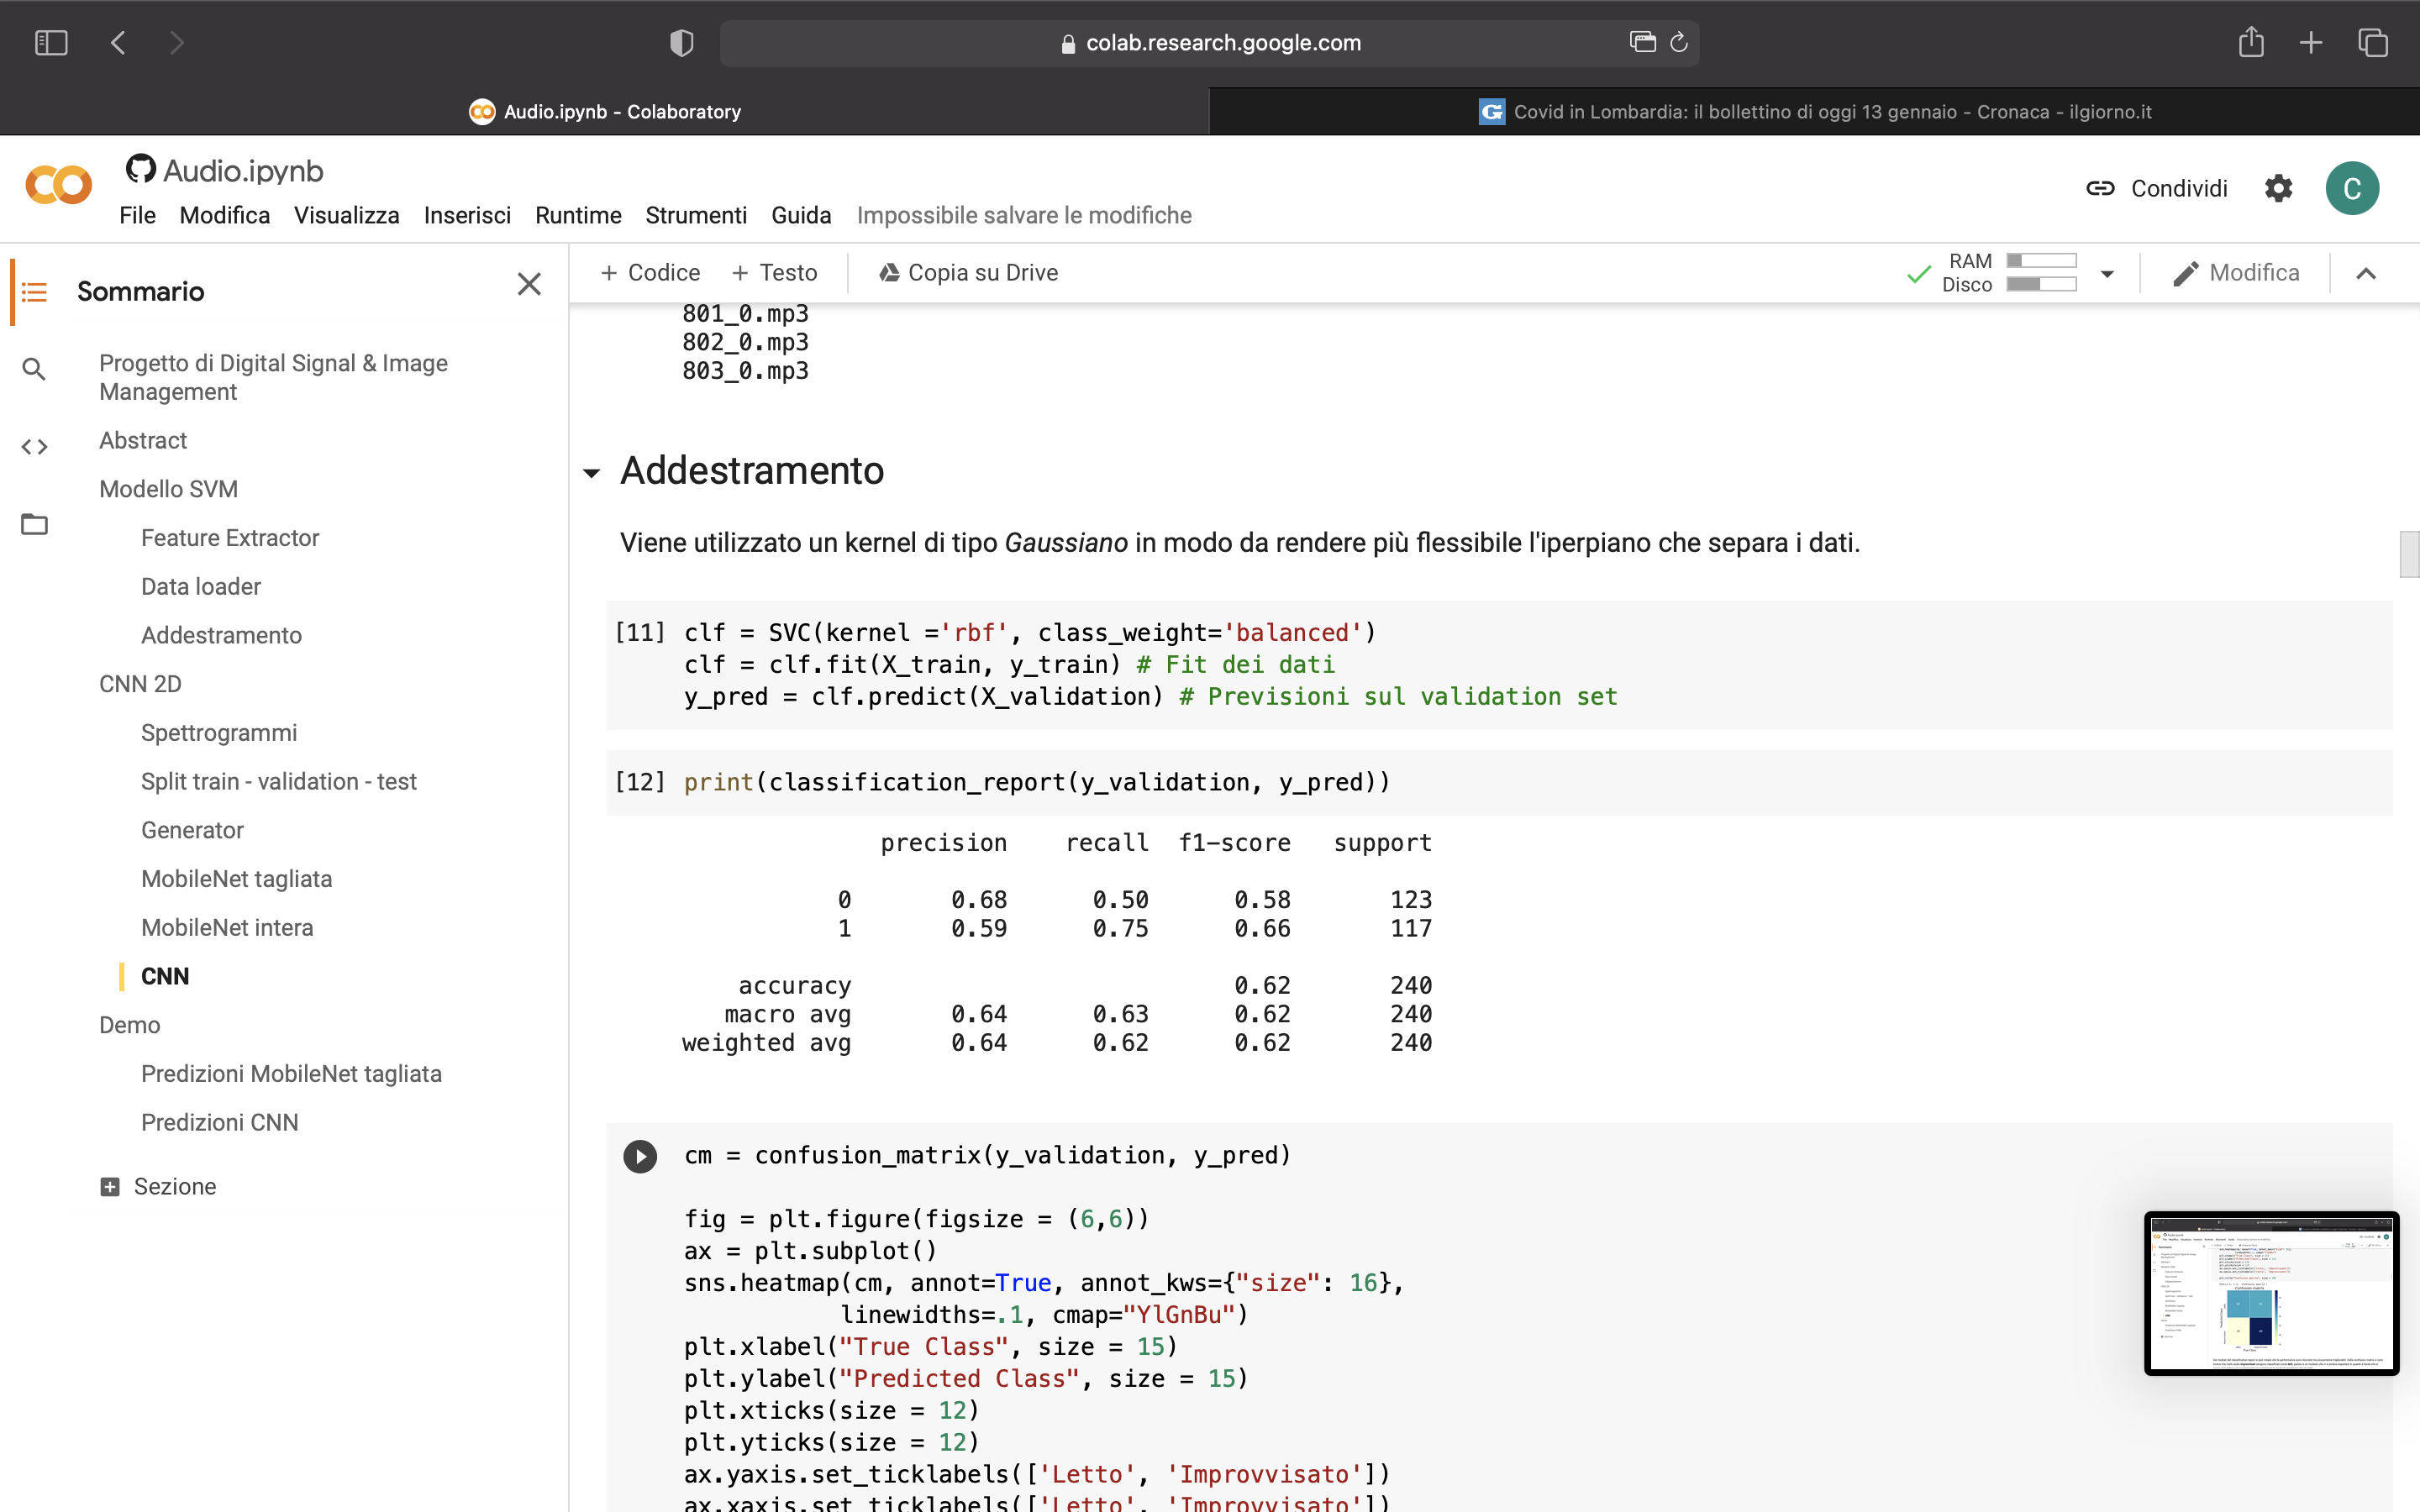 colab.research.google.com
Audio.ipynb - Colaboratory
Covid in Lombardia: il bollettino di oggi 13 gennaio - Cronaca - ilgiorno.it
Audio.ipynb
File Modifica Visualizza Inserisci Runtime Strumenti Guida Impossibile salvare le modifiche
Condividi
C
Sommario
Progetto di Digital Signal & Image
Management
Abstract
Modello SVM
Feature Extractor
Data loader
Addestramento
CNN 2D
Spettrogrammi
Split train - validation - test
Generator
MobileNet tagliata
MobileNet intera
CNN
Demo
Predizioni MobileNet tagliata
Predizioni CNN
Sezione
+ Codice + Testo Copia su Drive
RAM
Disco
Modifica
801_0.mp3
802_0.mp3
803_0.mp3
Addestramento
Viene utilizzato un kernel di tipo Gaussiano in modo da rendere più flessibile l'iperpiano che separa i dati.
[11] clf = SVC(kernel ='rbf', class_weight='balanced')
clf = clf.fit(X_train, y_train) # Fit dei dati
y_pred = clf.predict(X_validation) # Previsioni sul validation set
[12] print(classification_report(y_validation, y_pred))
precision recall f1-score support
0 0.68 0.50 0.58 123
1 0.59 0.75 0.66 117
accuracy 0.62 240
macro avg 0.64 0.63 0.62 240
weighted avg 0.64 0.62 0.62 240
cm = confusion_matrix(y_validation, y_pred)
fig = plt.figure(figsize = (6,6))
ax = plt.subplot()
sns.heatmap(cm, annot=True, annot_kws={"size": 16},
linewidths=.1, cmap="YlGnBu")
plt.xlabel("True Class", size = 15)
plt.ylabel("Predicted Class", size = 15)
plt.xticks(size = 12)
plt.yticks(size = 12)
ax.yaxis.set_ticklabels(['Letto', 'Improvvisato'])
ax.xaxis.set_ticklabels(['Letto', 'Improvvisato'])